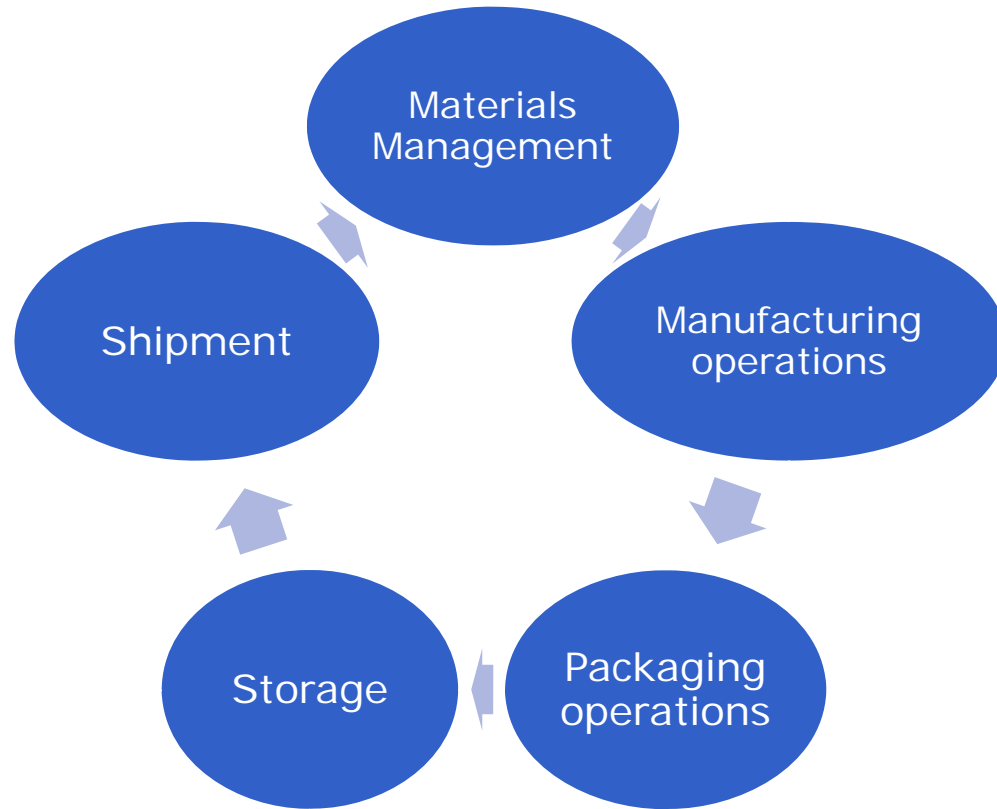 Materials
Management
Manufacturing
operations
Packaging
operations
Storage
Shipment